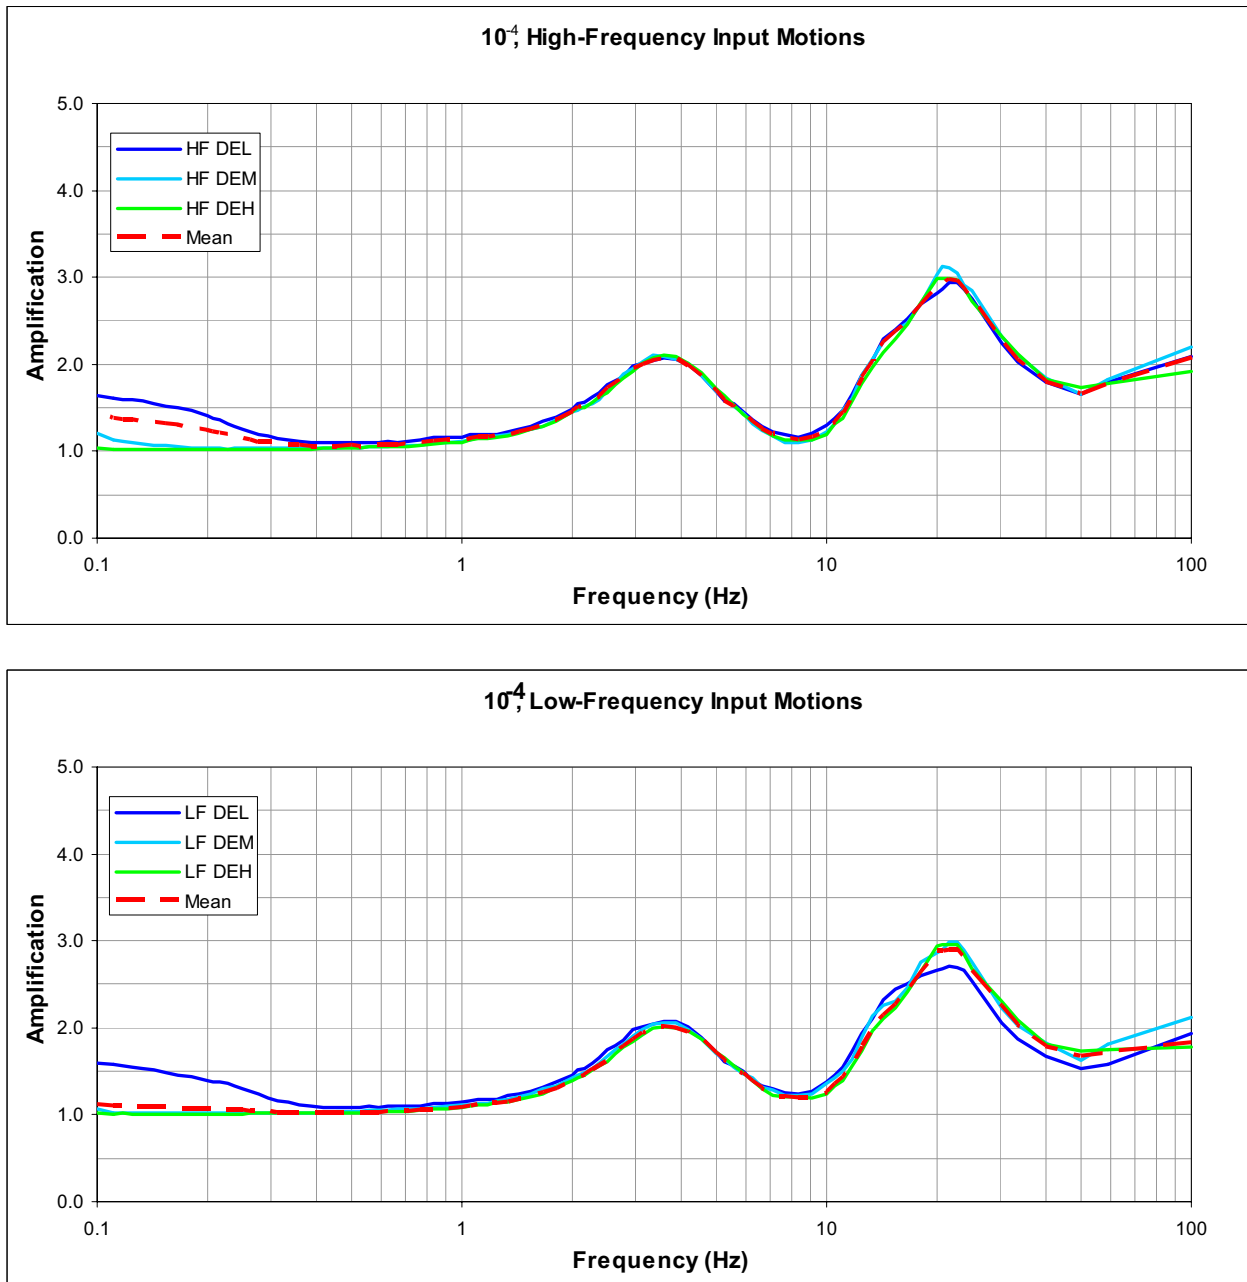 10-4, High-Frequency Input Motions
5.0
HF DEL
HF DEM
HF DEH
Mean
4.0
3.0
2.0
1.0
0.0
Amplification
0.1 1 10 100
Frequency (Hz)
10-4, Low-Frequency Input Motions
5.0
LF DEL
LF DEM
LF DEH
Mean
4.0
3.0
2.0
1.0
0.0
Amplification
0.1 1 10 100
Frequency (Hz)